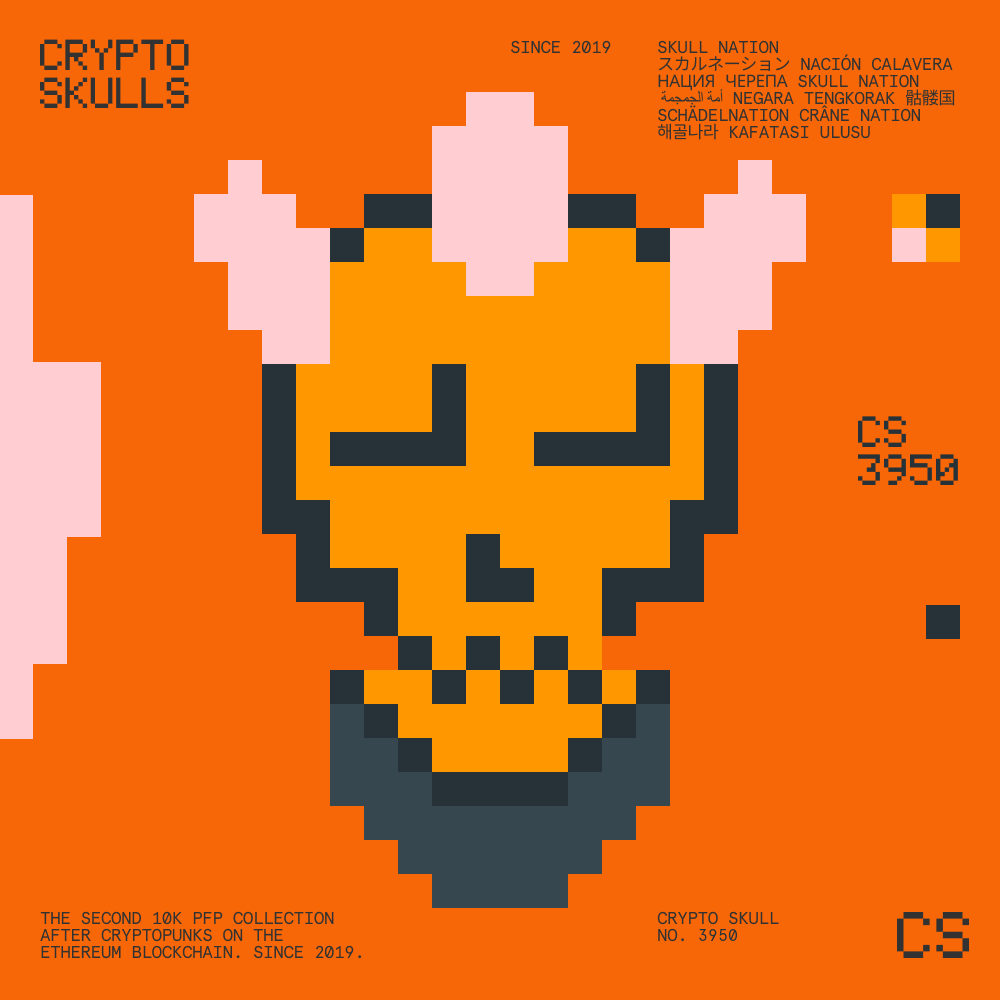 CRYPTO
SKULLS
SINCE 2019
SKULL NATION
スカルネーション NACIÓN CALAVERA
НАЦИЯ ЧЕРЕПА SKULL NATION
أمة الجمجمة NEGARA TENGKORAK 骷髅国
SCHÄDELNATION CRÂNE NATION
해골나라 KAFATASI ULUSU
CS
3950
THE SECOND 10K PFP COLLECTION
AFTER CRYPTOPUNKS ON THE
ETHEREUM BLOCKCHAIN. SINCE 2019.
CRYPTO SKULL
NO. 3950
CS